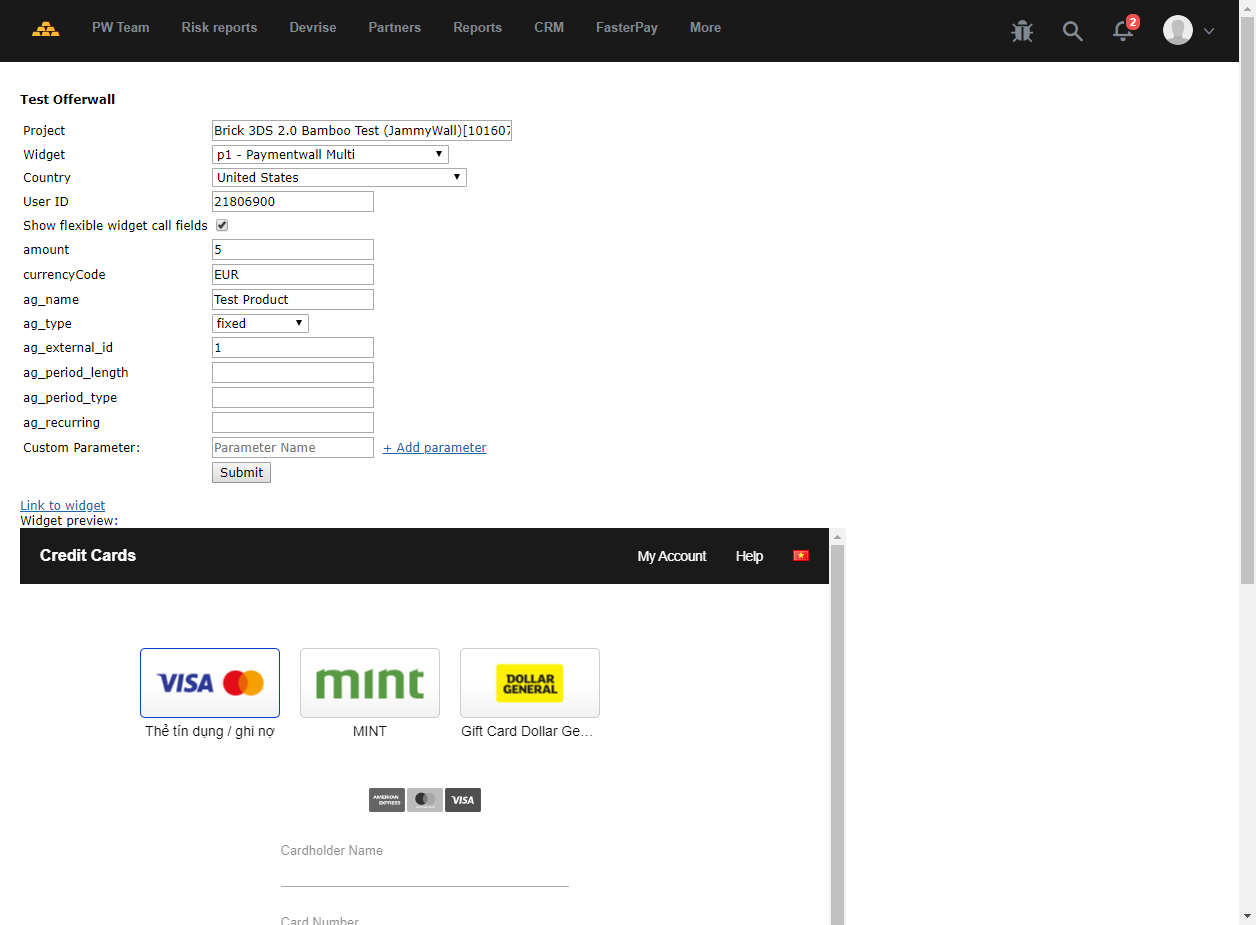 PW Team Risk reports Devrise Partners Reports CRM FasterPay More 2
Test Offerwall
Project Brick 3DS 2.0 Bamboo Test (JammyWall)[101607
Widget p1 - Paymentwall Multi
Country United States
User ID 21806900
Show flexible widget call fields
amount 5
currencyCode EUR
ag_name Test Product
ag_type fixed
ag_external_id 1
ag_period_length
ag_period_type
ag_recurring
Custom Parameter: Parameter Name + Add parameter
Submit
Link to widget
Widget preview:
Credit Cards My Account Help
VISA mint DOLLAR GENERAL
Thẻ tín dụng / ghi nợ MINT Gift Card Dollar Ge...
AMERICAN EXPRESS VISA
Cardholder Name
Card Number